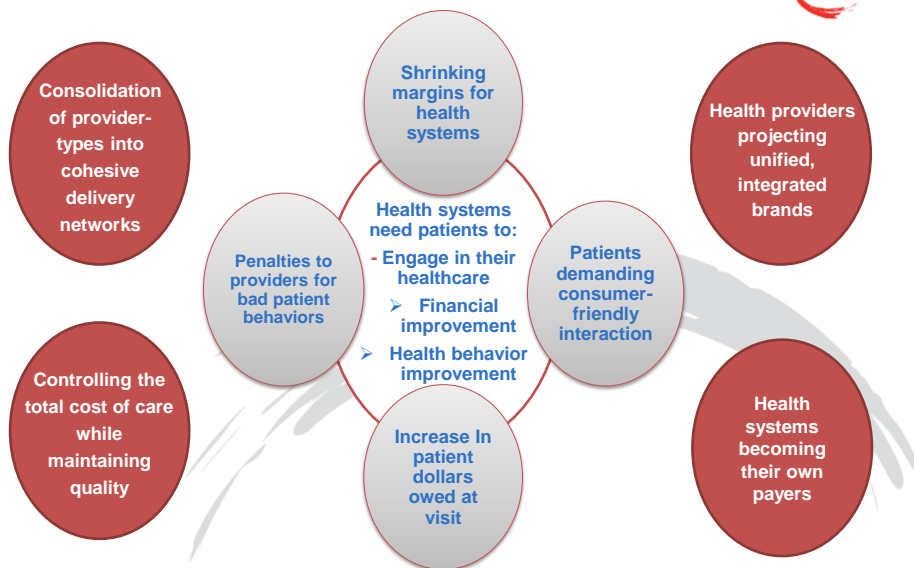 Consolidation
of provider-
types into
cohesive
delivery
networks
Shrinking
margins for
health
systems
Health providers
projecting
unified,
integrated
brands
Penalties to
providers for
bad patient
behaviors
Health systems
need patients to:
- Engage in their
healthcare
➢ Financial
improvement
➢ Health behavior
improvement
Patients
demanding
consumer-
friendly
interaction
Controlling the
total cost of care
while
maintaining
quality
Increase In
patient
dollars
owed at
visit
Health
systems
becoming
their own
payers